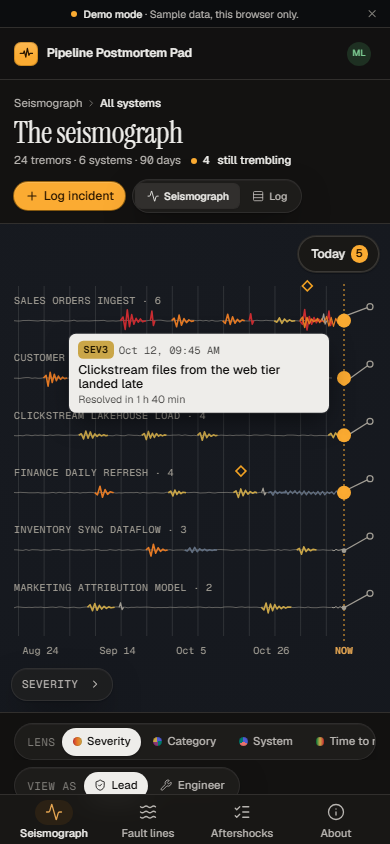 Demo mode · Sample data, this browser only.
Pipeline Postmortem Pad
ML
Seismograph > All systems
The seismograph
24 tremors · 6 systems · 90 days 4 still trembling
+ Log incident
Seismograph
Log
Today 5
SALES ORDERS INGEST · 6
CUSTOMER
SEV3 Oct 12, 09:45 AM
Clickstream files from the web tier
landed late
Resolved in 1 h 40 min
CLICKSTREAM LAKEHOUSE LOAD · 4
FINANCE DAILY REFRESH · 4
INVENTORY SYNC DATAFLOW · 3
MARKETING ATTRIBUTION MODEL · 2
Aug 24 Sep 14 Oct 5 Oct 26 NOW
SEVERITY
LENS Severity Category System Time to r
VIEW AS Lead Engineer
Seismograph Fault lines Aftershocks About